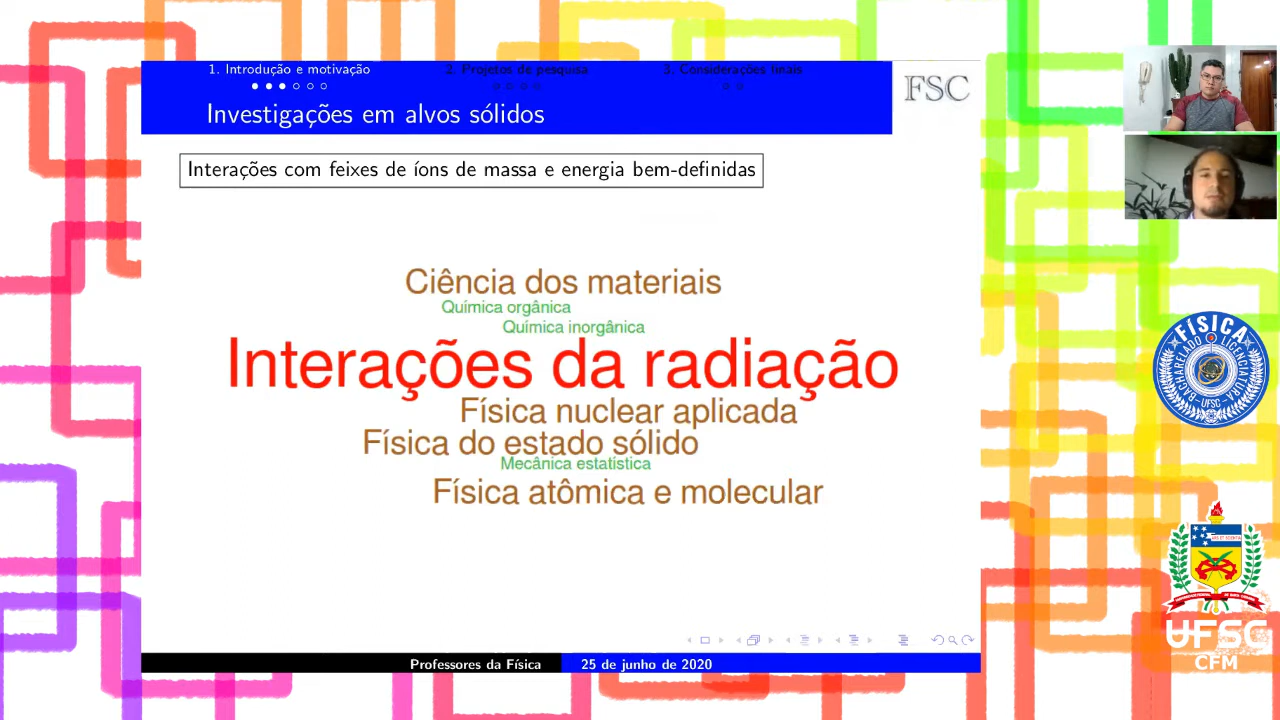 1. Introdução e motivação
2. Projetos de pesquisa
3. Considerações finais
Investigações em alvos sólidos
FSC
Interações com feixes de íons de massa e energia bem-definidas
Ciência dos materiais
Química orgânica
Química inorgânica
Interações da radiação
Física nuclear aplicada
Física do estado sólido
Mecânica estatística
Física atômica e molecular
Professores da Física
25 de junho de 2020
FÍSICA
BACHARELADO
LICENCIATURA
UFSC
UFSC
CFM